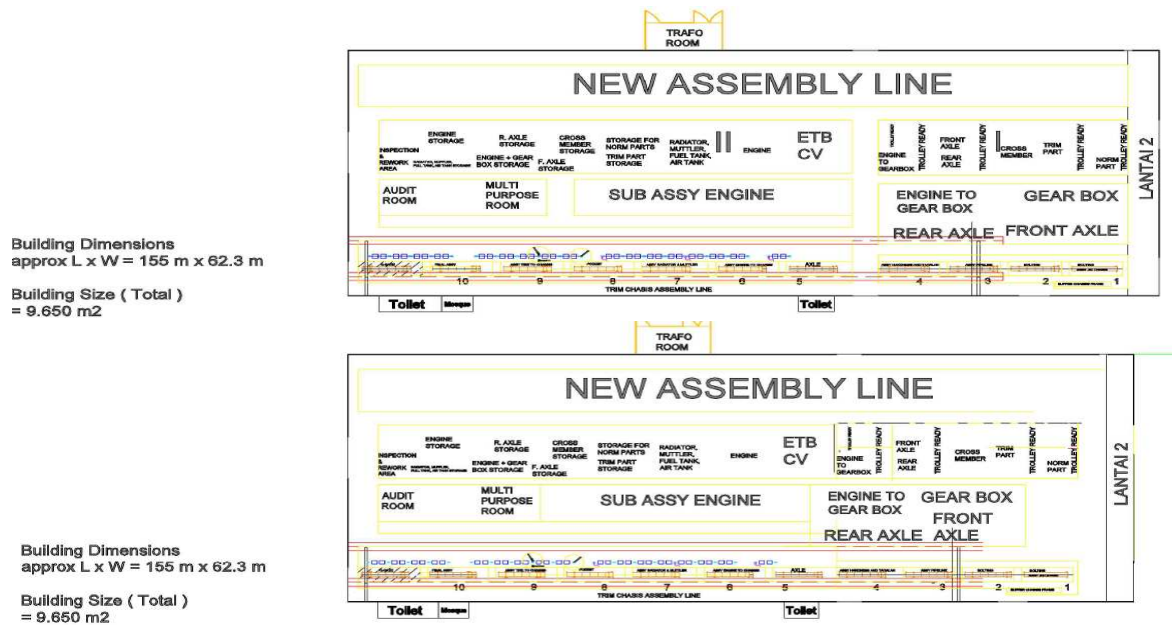 TRAFO
ROOM
NEW ASSEMBLY LINE
ENGINE
STORAGE
R. AXLE
STORAGE
CROSS
MEMBER
STORAGE
STORAGE FOR
NORM PARTS
TRIM PART
STORAGE
RADIATOR,
MUTTLER,
FUEL TANK,
AIR TANK
ENGINE
ETB
CV
INSPECTION
&
REWORK
AREA
ENGINE + GEAR
BOX STORAGE
F. AXLE
STORAGE
ENGINE
TO
GEARBOX
TROLLEY READY
FRONT
AXLE
REAR
AXLE
TROLLEY READY
CROSS
MEMBER
TRIM
PART
TROLLEY READY
NORM
PART
TROLLEY READY
LANTAI 2
AUDIT
ROOM
MULTI
PURPOSE
ROOM
SUB ASSY ENGINE
ENGINE TO
GEAR BOX
GEAR BOX
REAR AXLE
FRONT AXLE
Building Dimensions
approx L x W = 155 m x 62.3 m
Building Size ( Total )
= 9.650 m2
AXLE
10 9 8 7 6 5 4 3 2 1
TRIM CHASIS ASSEMBLY LINE
Toilet
Mosque
Toilet
TRAFO
ROOM
NEW ASSEMBLY LINE
ENGINE
STORAGE
R. AXLE
STORAGE
CROSS
MEMBER
STORAGE
STORAGE FOR
NORM PARTS
TRIM PART
STORAGE
RADIATOR,
MUTTLER,
FUEL TANK,
AIR TANK
ENGINE
ETB
CV
INSPECTION
&
REWORK
AREA
ENGINE + GEAR
BOX STORAGE
F. AXLE
STORAGE
ENGINE
TO
GEARBOX
TROLLEY READY
FRONT
AXLE
REAR
AXLE
TROLLEY READY
CROSS
MEMBER
TRIM
PART
TROLLEY READY
NORM
PART
TROLLEY READY
LANTAI 2
AUDIT
ROOM
MULTI
PURPOSE
ROOM
SUB ASSY ENGINE
ENGINE TO
GEAR BOX
GEAR BOX
REAR AXLE
FRONT
AXLE
Building Dimensions
approx L x W = 155 m x 62.3 m
Building Size ( Total )
= 9.650 m2
AXLE
10 9 8 7 6 5 4 3 2 1
TRIM CHASIS ASSEMBLY LINE
Toilet
Mosque
Toilet